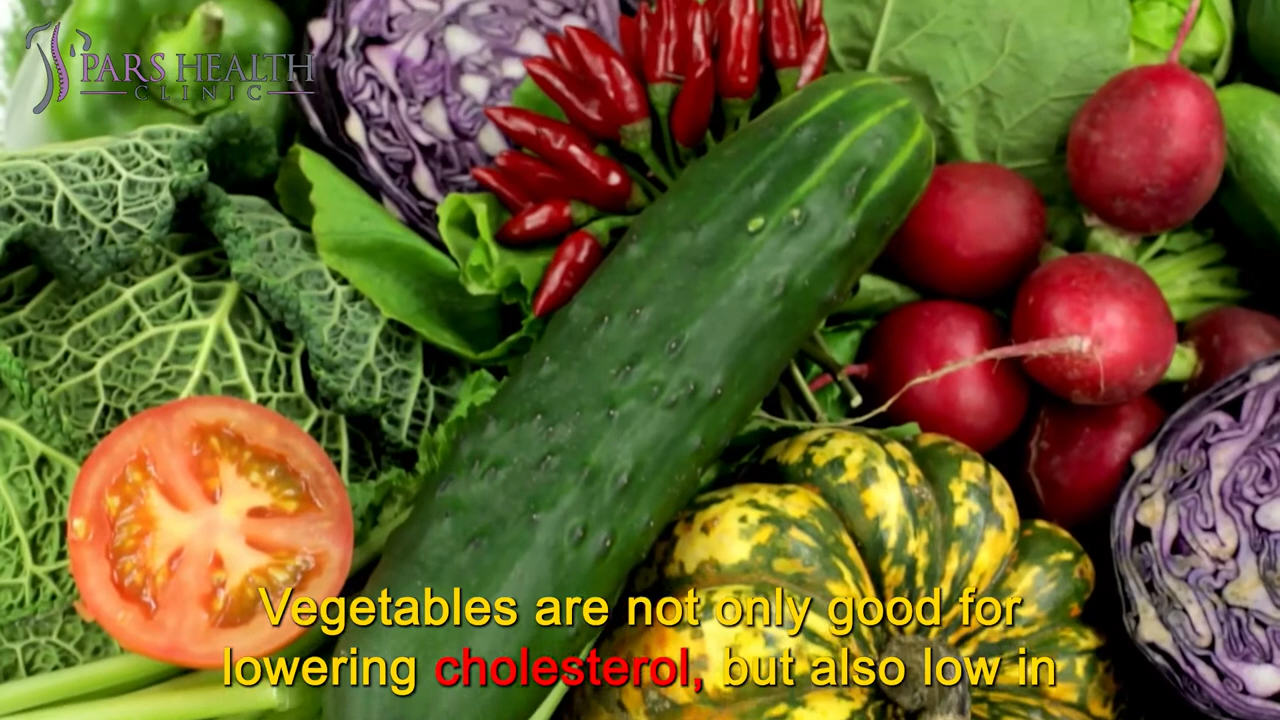 PARS HEALTH
CLINIC
Vegetables are not only good for
lowering cholesterol, but also low in